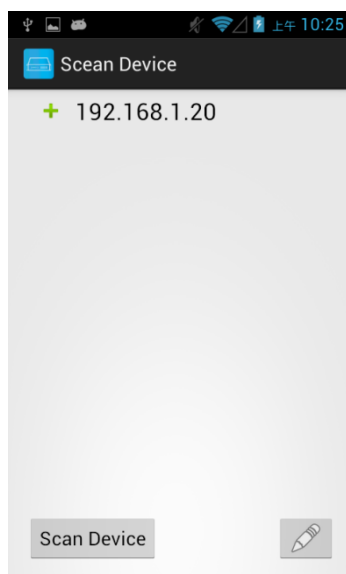 上午 10:25
Scean Device
+ 192.168.1.20
Scan Device